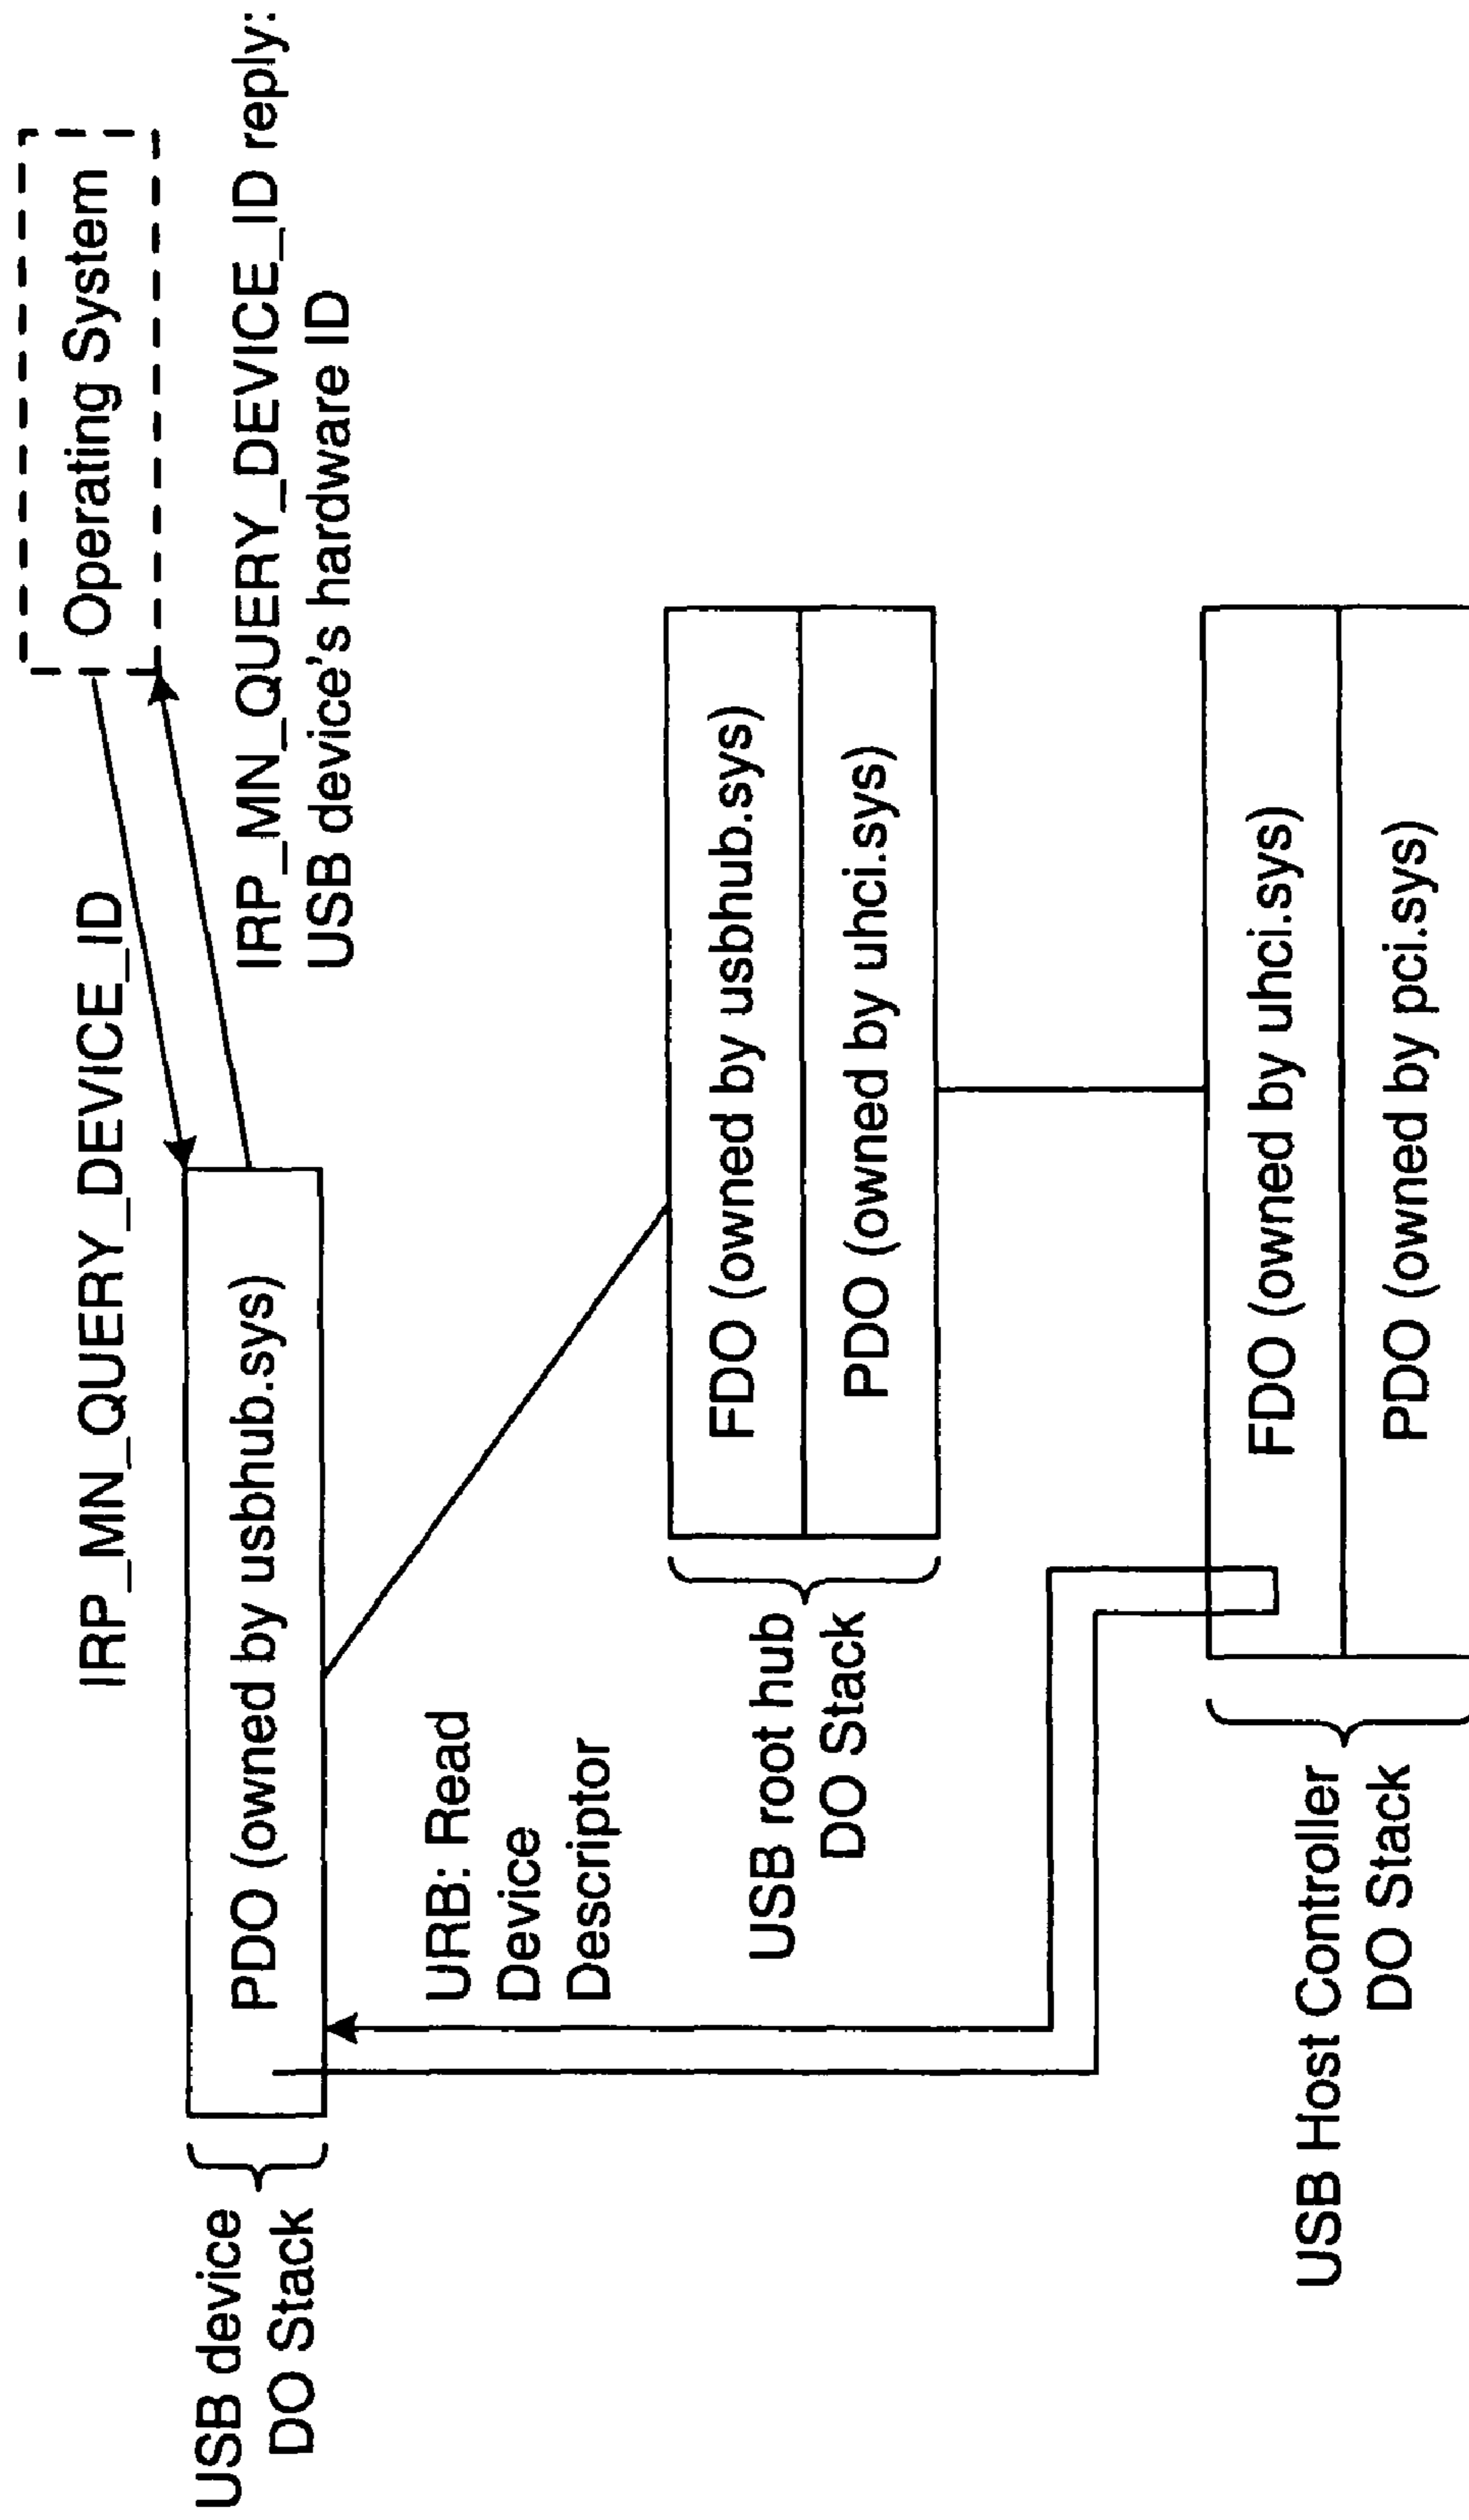 Operating System
IRP_MN_QUERY_DEVICE_ID
IRP_MN_QUERY_DEVICE_ID reply:
USB device's hardware ID
USB device
DO Stack
PDO (owned by usbhub.sys)
URB: Read
Device
Descriptor
USB root hub
DO Stack
FDO (owned by usbhub.sys)
PDO (owned by uhci.sys)
USB Host Controller
DO Stack
FDO (owned by uhci.sys)
PDO (owned by pci.sys)